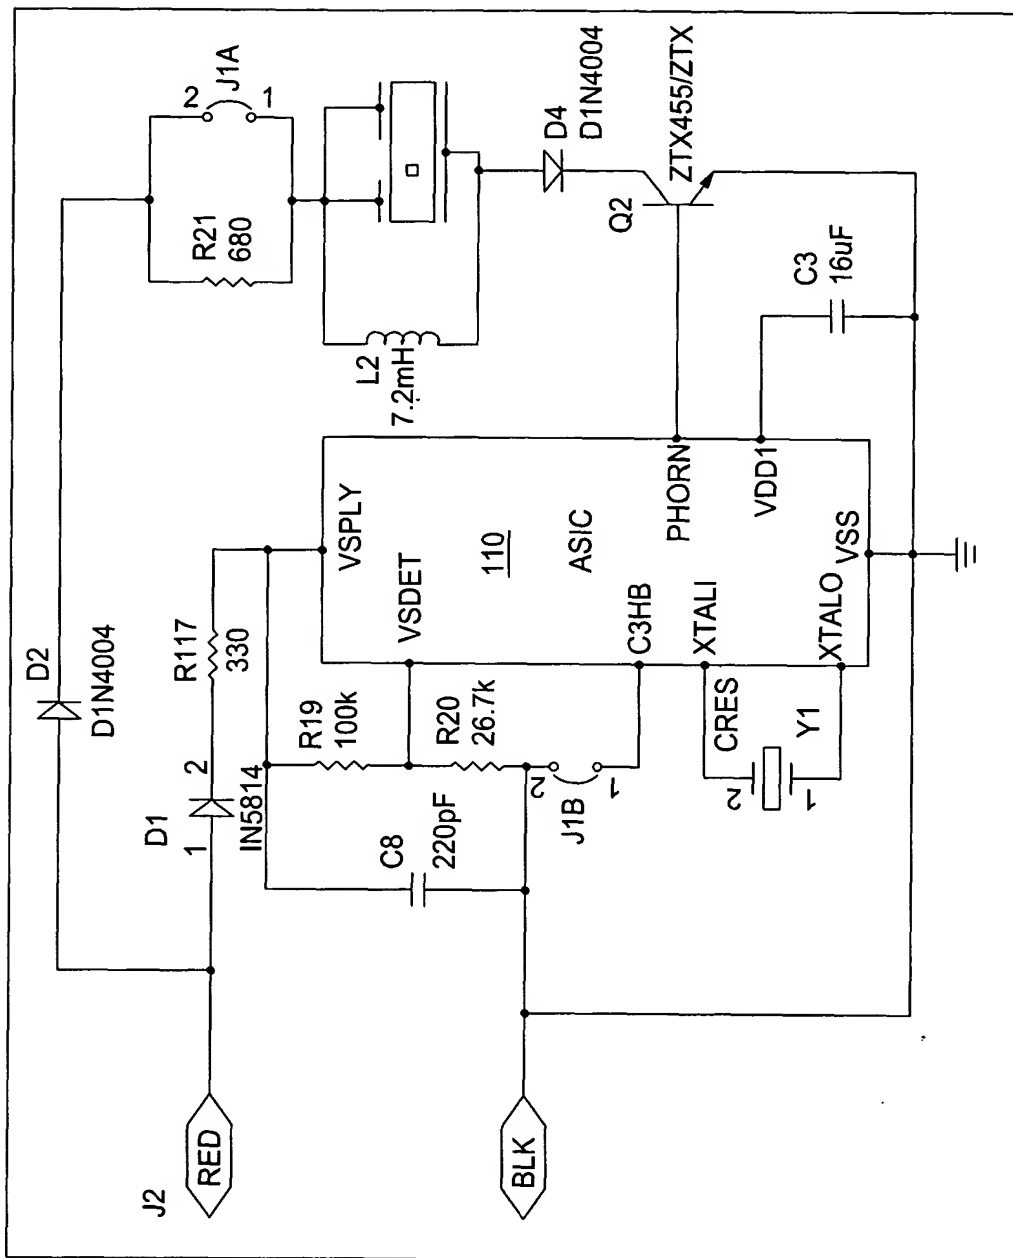 J2
RED
BLK
D2
D1N4004
D1
1
2
IN5814
R117
330
R19
100k
R20
26.7k
C8
220pF
2
1
J1B
VSPLY
VSDET
110
ASIC
C3HB
PHORN
XTALI
VDD1
XTALO
VSS
CRES
2
1
Y1
R21
680
2
1
J1A
L2
7.2mH
D4
D1N4004
Q2
ZTX455/ZTX
C3
16uF